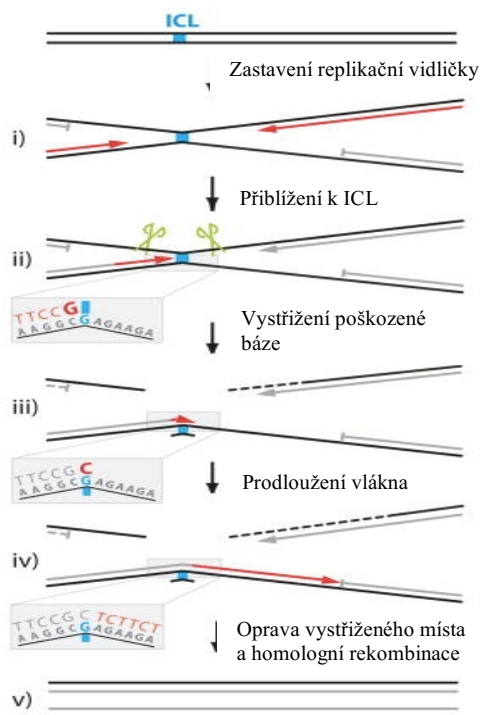 ICL
Zastavení replikační vidličky
i)
Přiblížení k ICL
ii)
TTCCG
AAGGCGAGAAGA
Vystřižení poškozené
báze
iii)
TTCCGC
AAGGCGAGAAGA
Prodloužení vlákna
iv)
TTCCGCTCTTCT
AAGGCGAGAAGA
Oprava vystřiženého místa
a homologní rekombinace
v)